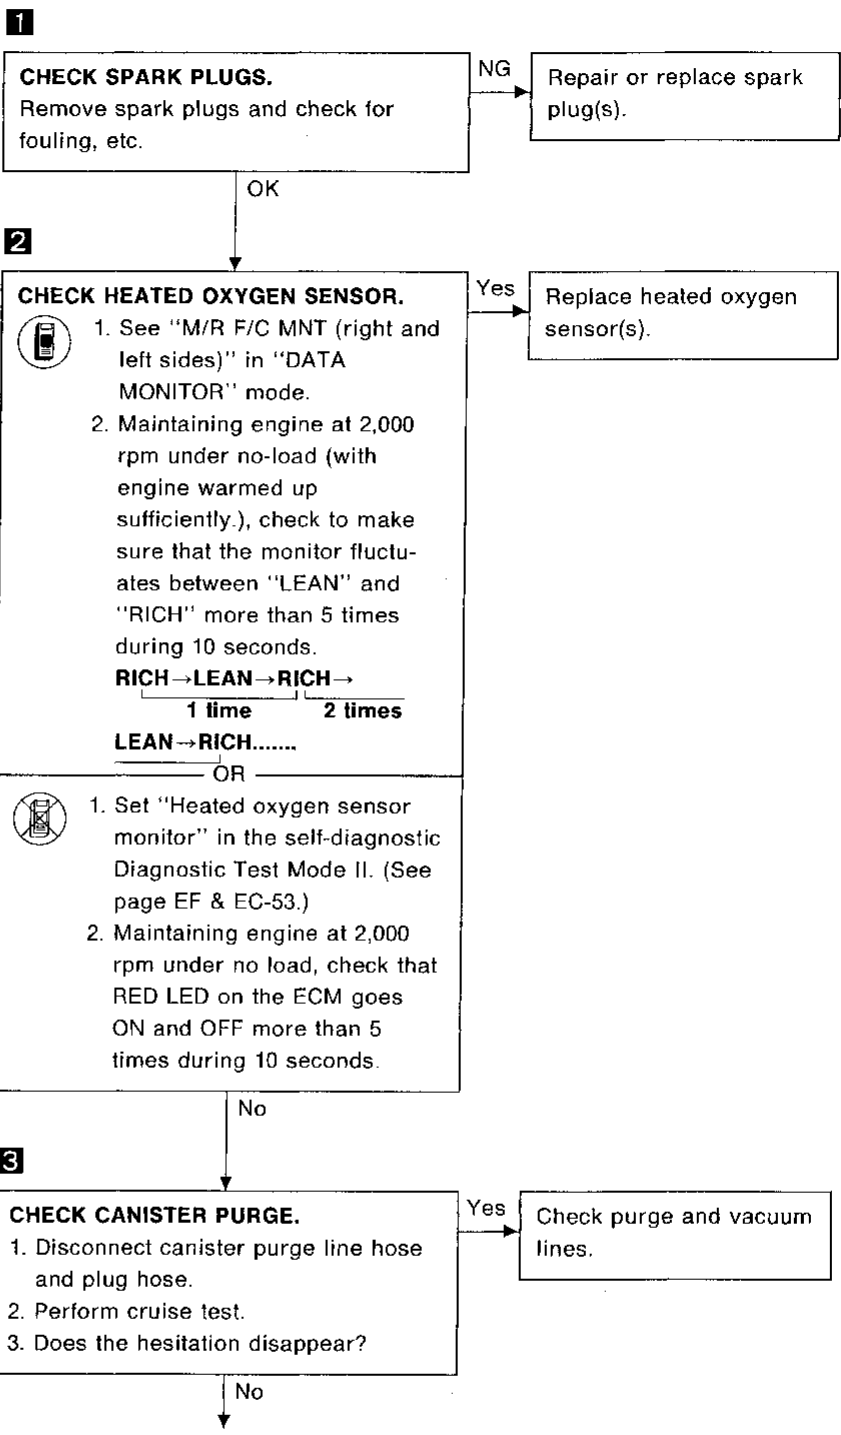 1
CHECK SPARK PLUGS.
Remove spark plugs and check for
fouling, etc.
NG
Repair or replace spark
plug(s).
OK
2
CHECK HEATED OXYGEN SENSOR.
1. See "M/R F/C MNT (right and
left sides)" in "DATA
MONITOR" mode.
2. Maintaining engine at 2,000
rpm under no-load (with
engine warmed up
sufficiently.), check to make
sure that the monitor fluctu-
ates between "LEAN" and
"RICH" more than 5 times
during 10 seconds.
RICH→LEAN→RICH→
1 time 2 times
LEAN→RICH.......
Yes
Replace heated oxygen
sensor(s).
OR
1. Set "Heated oxygen sensor
monitor" in the self-diagnostic
Diagnostic Test Mode II. (See
page EF & EC-53.)
2. Maintaining engine at 2,000
rpm under no load, check that
RED LED on the ECM goes
ON and OFF more than 5
times during 10 seconds.
No
3
CHECK CANISTER PURGE.
1. Disconnect canister purge line hose
and plug hose.
2. Perform cruise test.
3. Does the hesitation disappear?
Yes
Check purge and vacuum
lines.
No